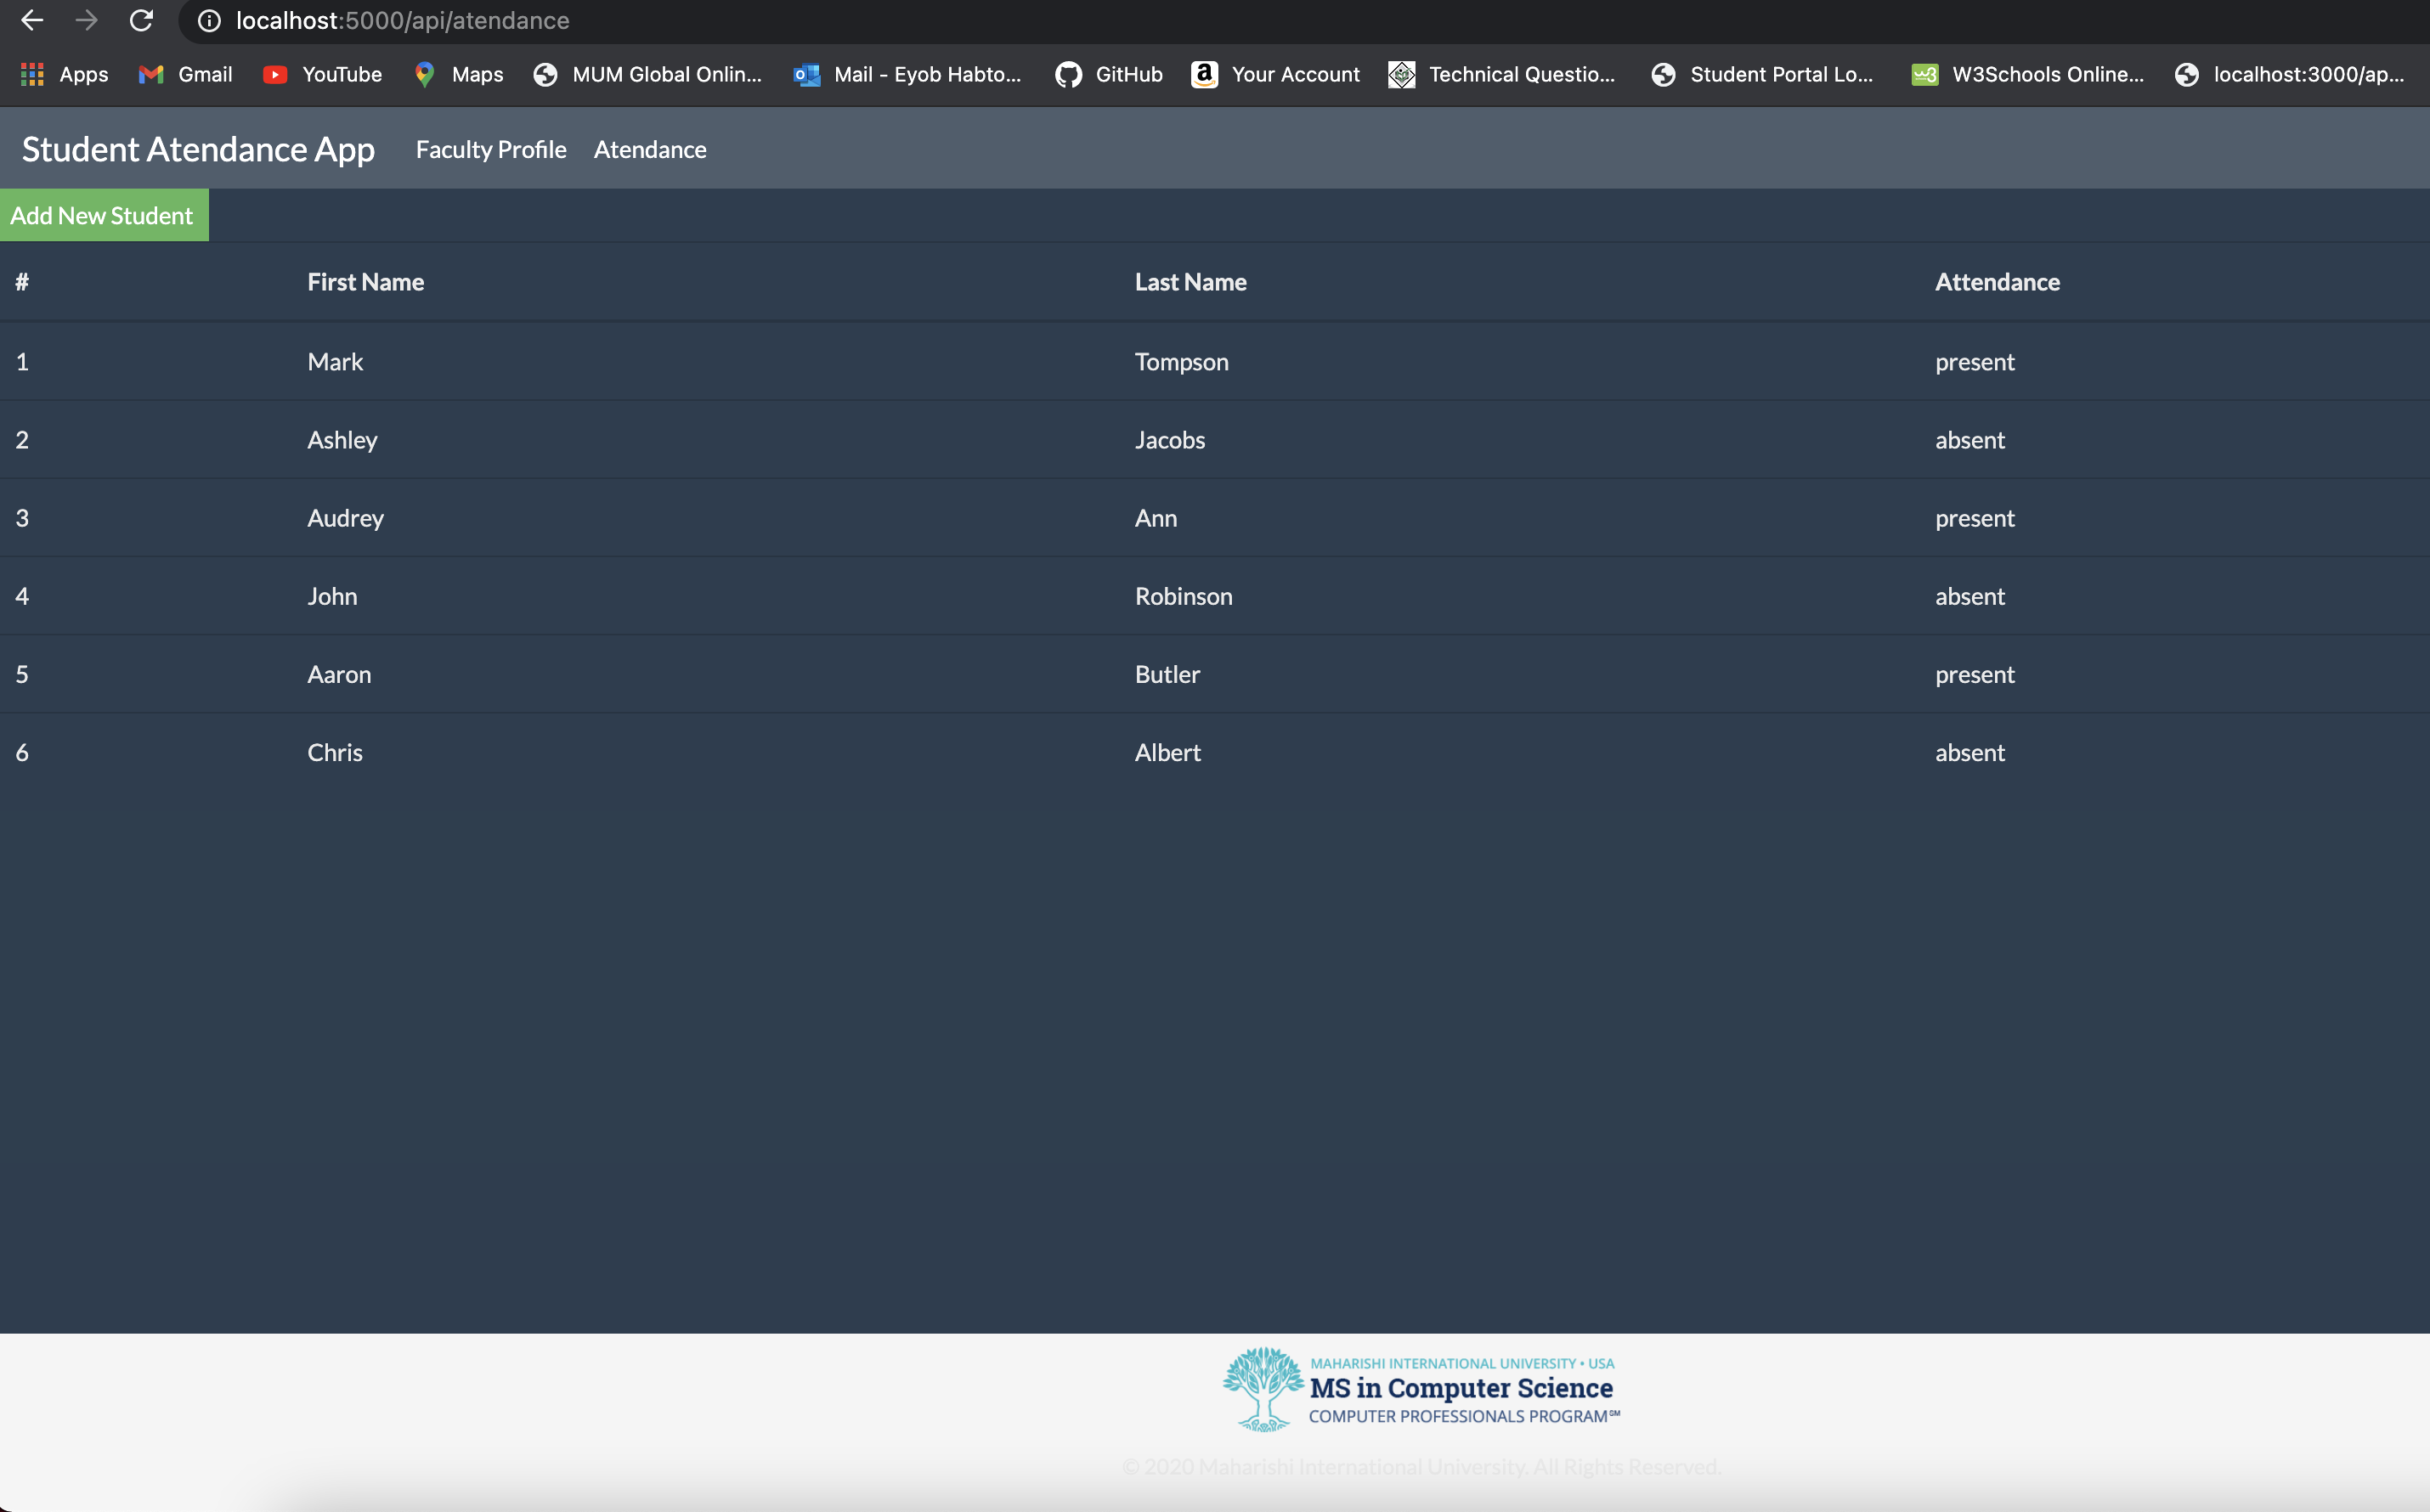 localhost:5000/api/atendance
Apps Gmail YouTube Maps MUM Global Onlin... Mail - Eyob Habto... GitHub Your Account Technical Questio... Student Portal Lo... W3Schools Online... localhost:3000/ap...
Student Atendance App Faculty Profile Atendance
Add New Student
# First Name Last Name Attendance
1 Mark Tompson present
2 Ashley Jacobs absent
3 Audrey Ann present
4 John Robinson absent
5 Aaron Butler present
6 Chris Albert absent
MAHARISHI INTERNATIONAL UNIVERSITY • USA
MS in Computer Science
COMPUTER PROFESSIONALS PROGRAM℠
© 2020 Maharishi International University. All Rights Reserved.